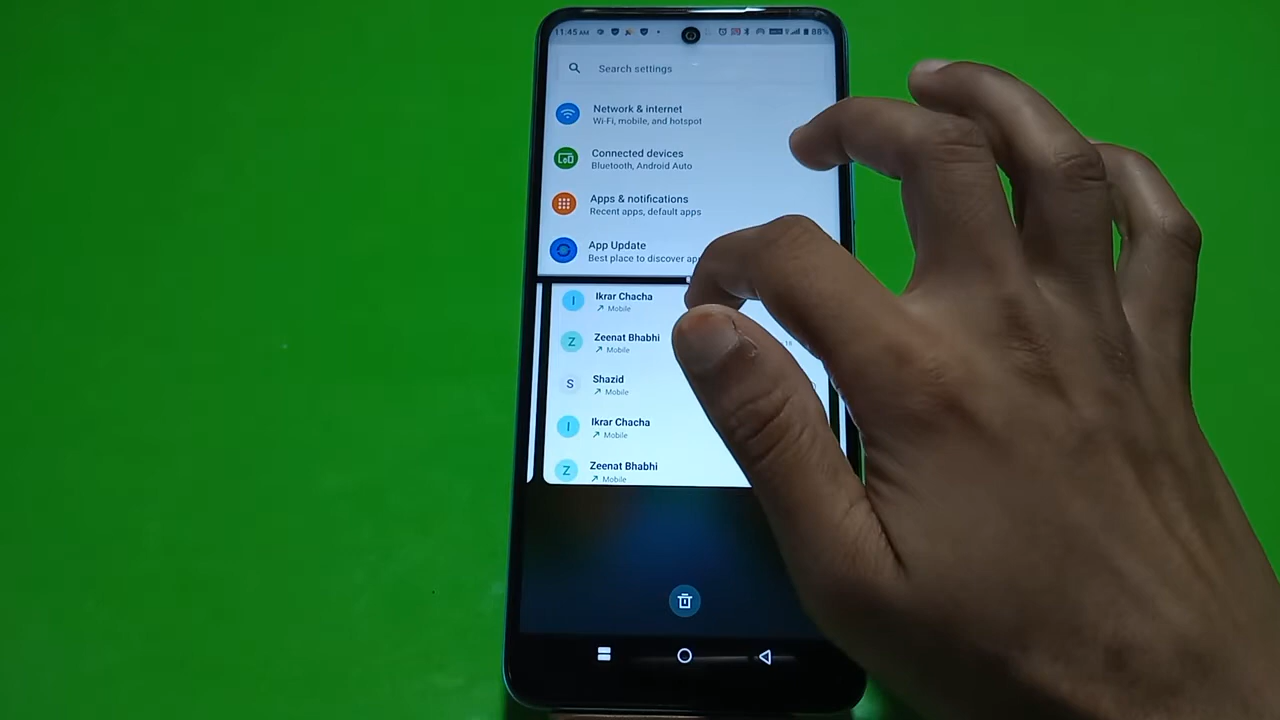 11:45 AM
88%
Search settings
Network & internet
Wi-Fi, mobile, and hotspot
Connected devices
Bluetooth, Android Auto
Apps & notifications
Recent apps, default apps
App Update
Best place to discover
I Ikrar Chacha
Mobile
Z Zeenat Bhabhi
Mobile
S Shazid
Mobile
I Ikrar Chacha
Mobile
Z Zeenat Bhabhi
Mobile